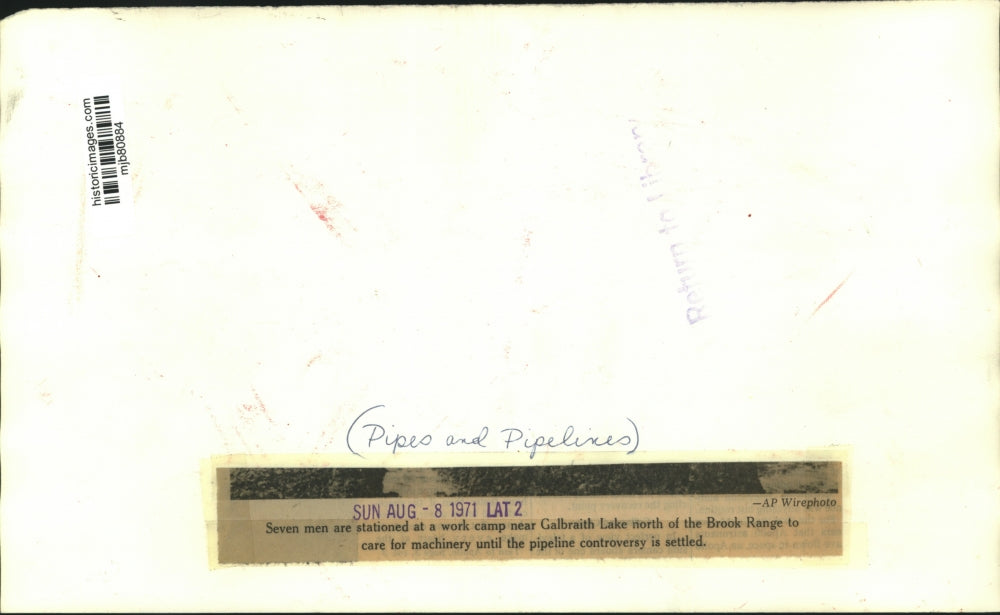 historicimages.com
mjb80884
Return to library
(Pipes and Pipelines)
—AP Wirephoto
SUN AUG - 8 1971 LAT 2
Seven men are stationed at a work camp near Galbraith Lake north of the Brook Range to
care for machinery until the pipeline controversy is settled.